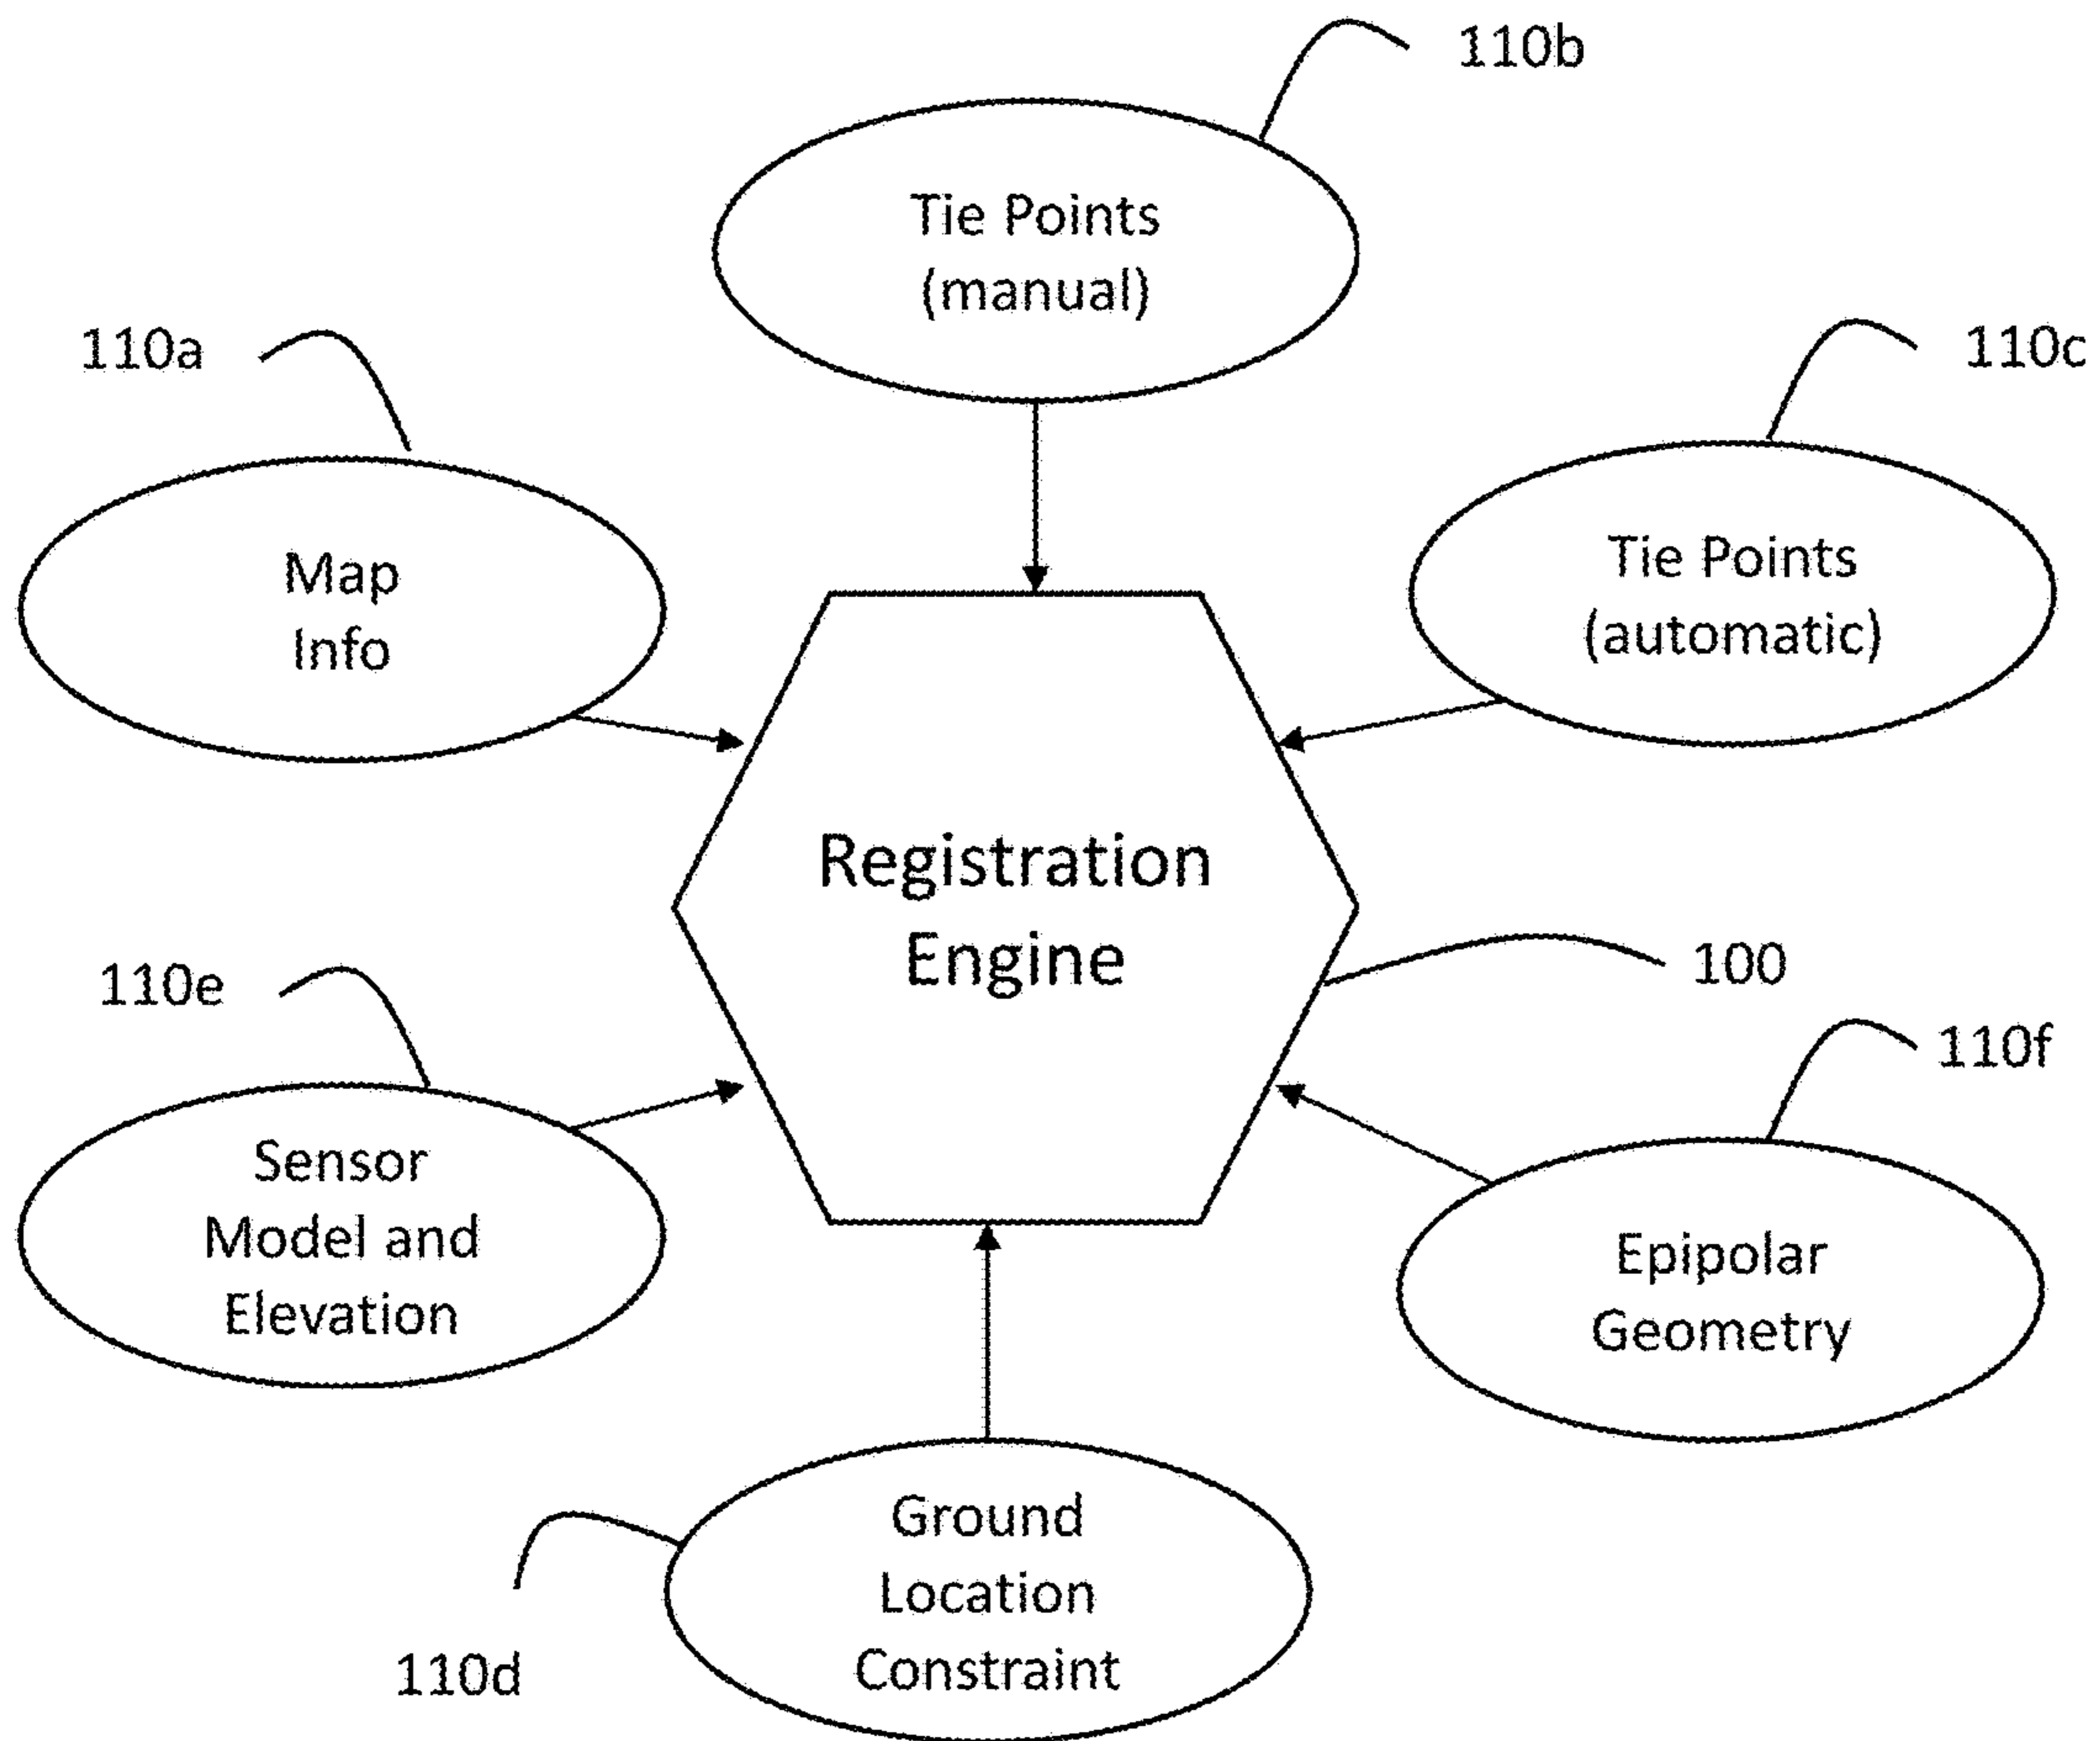 110b
Tie Points
(manual)
110a
110c
Map
Info
Tie Points
(automatic)
Registration
Engine
100
110e
110f
Sensor
Model and
Elevation
Epipolar
Geometry
Ground
Location
Constraint
110d